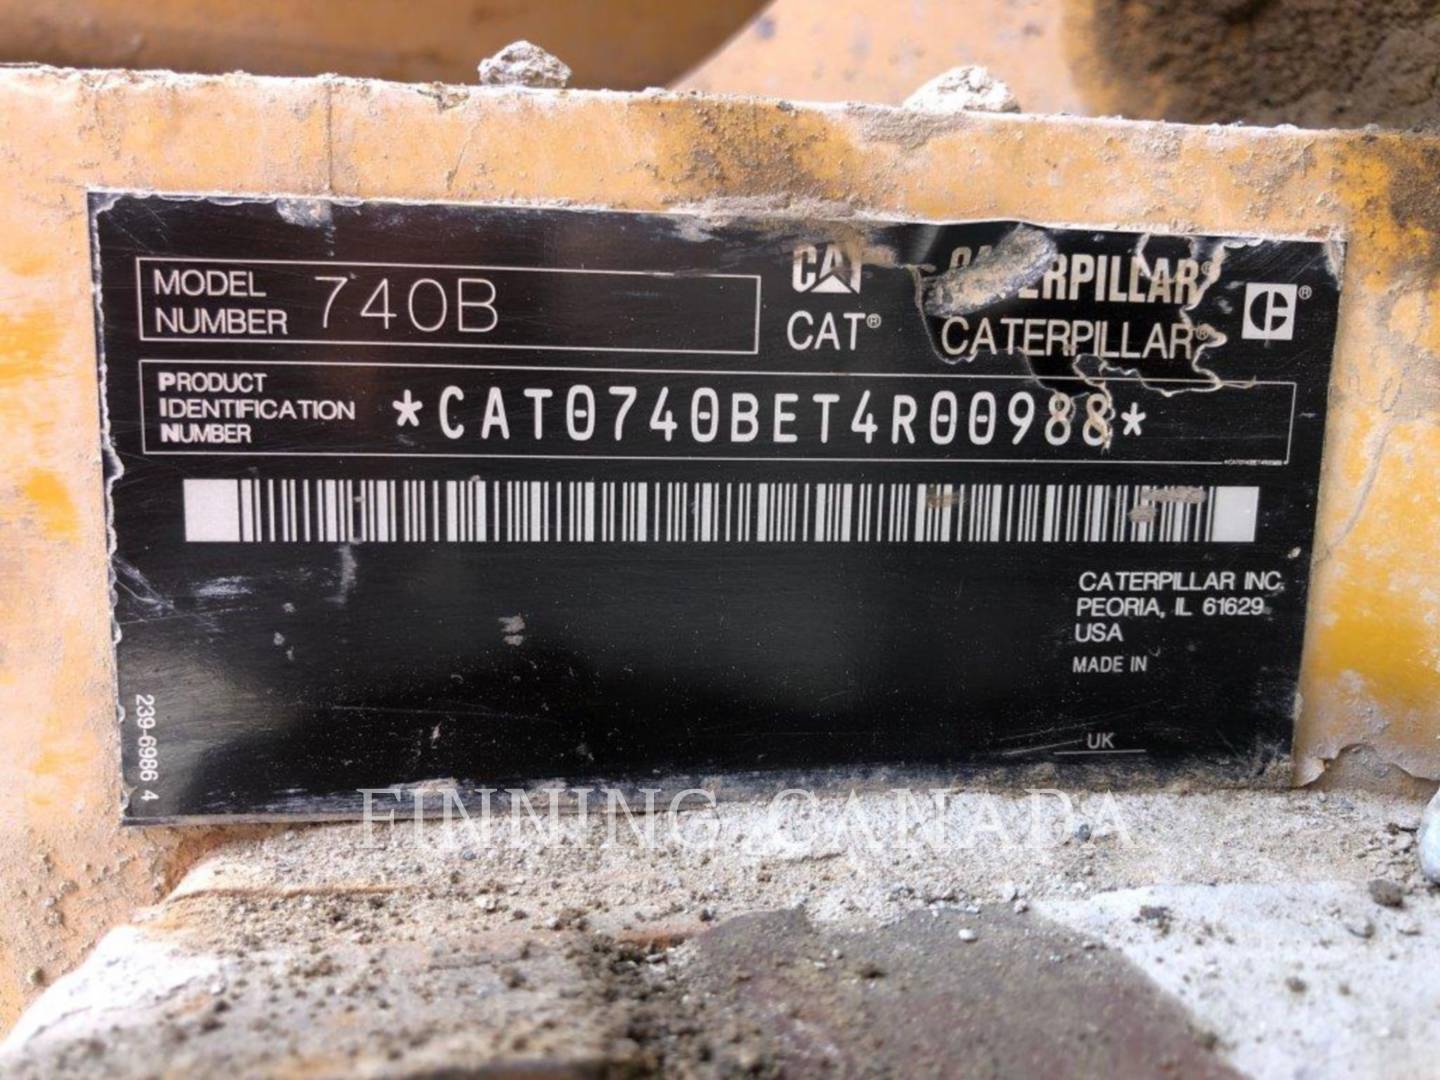 MODEL NUMBER 740B
CAT CATERPILLAR
CAT® CATERPILLAR®
PRODUCT IDENTIFICATION NUMBER
*CAT0740BET4R00988*
CATERPILLAR INC.
PEORIA, IL 61629
USA
MADE IN
UK
239-6986 4
FINNING CANADA